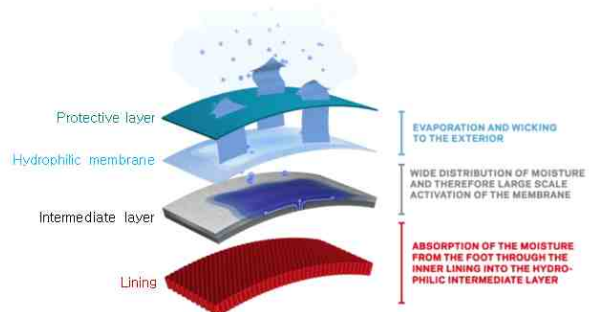 Protective layer
Hydrophilic membrane
Intermediate layer
Lining
EVAPORATION AND WICKING
TO THE EXTERIOR
WIDE DISTRIBUTION OF MOISTURE
AND THEREFORE LARGE SCALE
ACTIVATION OF THE MEMBRANE
ABSORPTION OF THE MOISTURE
FROM THE FOOT THROUGH THE
INNER LINING INTO THE HYDRO-
PHILIC INTERMEDIATE LAYER